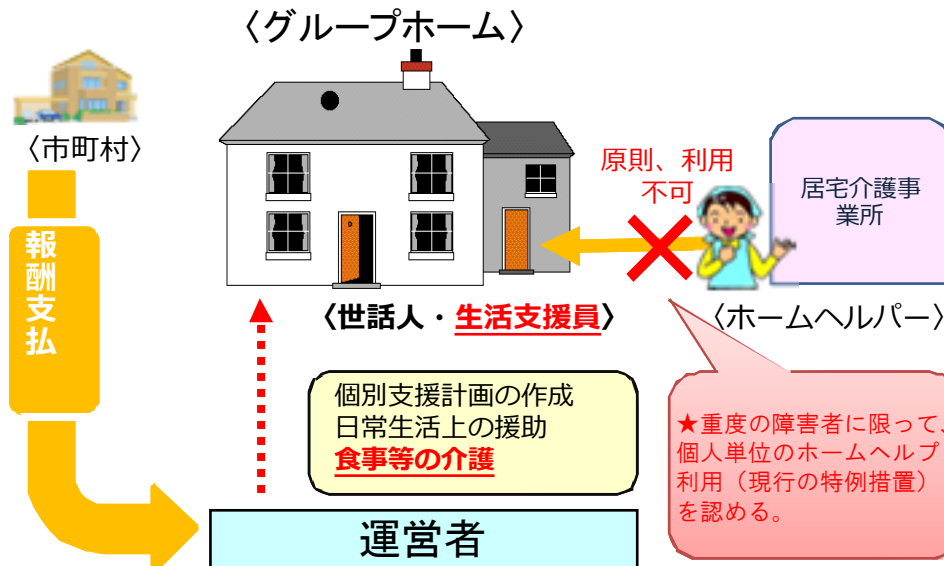 〈グループホーム〉
〈市町村〉
報酬支払
原則、利用
不可
居宅介護事
業所
〈世話人・生活支援員〉
〈ホームヘルパー〉
個別支援計画の作成
日常生活上の援助
食事等の介護
★重度の障害者に限って、
個人単位のホームヘルプ
利用（現行の特例措置）
を認める。
運営者